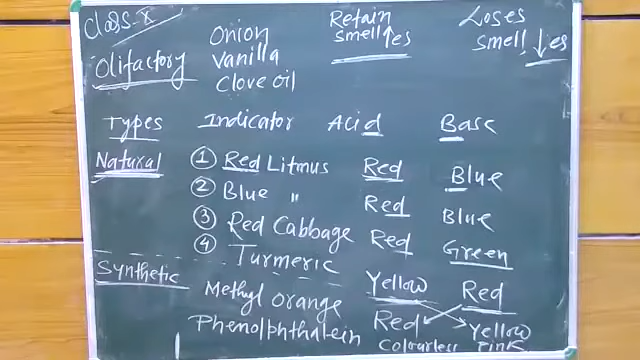 Class-X
Olifactory Onion Retain Loses
Vanilla Smell↑es Smell↓es
Clove Oil
Types Indicator Acid Base
Natural ① Red Litmus Red Blue
② Blue " Red Blue
③ Red Cabbage Red Green
④ Turmeric Yellow Red
Synthetic Methyl Orange Red Yellow
Phenolphthalein Colourless Pink